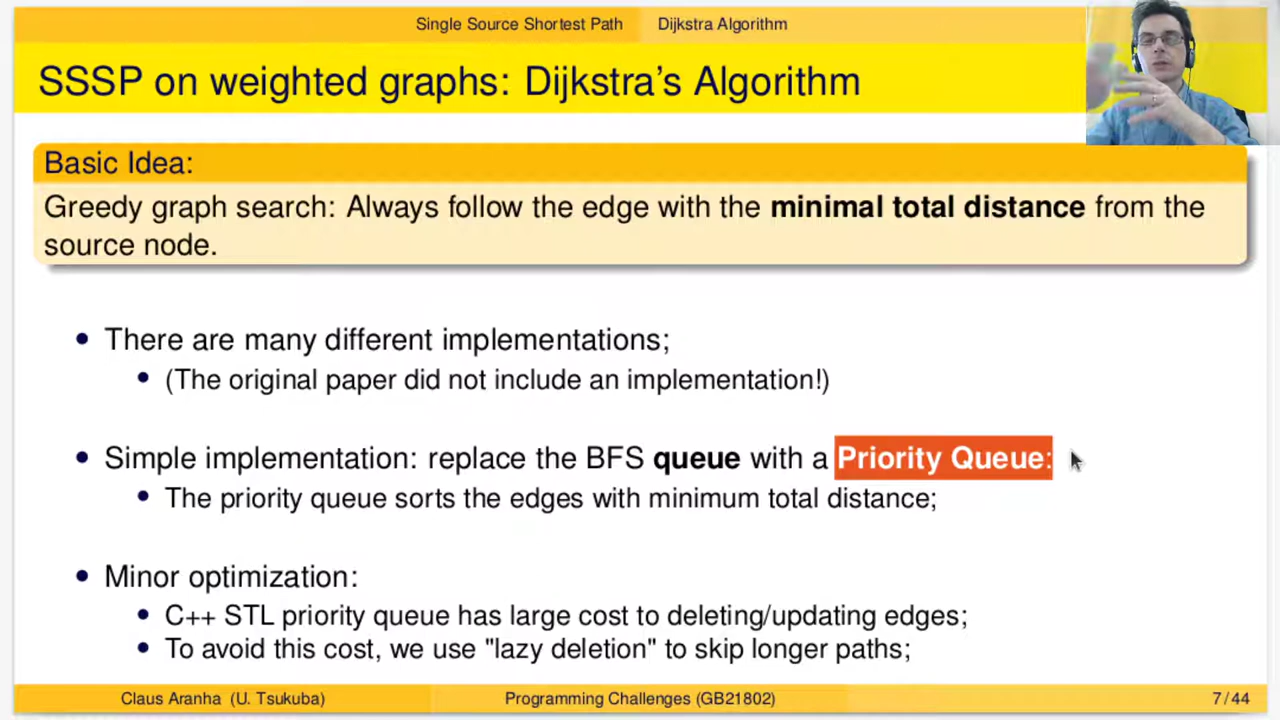 Single Source Shortest Path Dijkstra Algorithm
SSSP on weighted graphs: Dijkstra's Algorithm
Basic Idea:
Greedy graph search: Always follow the edge with the minimal total distance from the
source node.
• There are many different implementations;
• (The original paper did not include an implementation!)
• Simple implementation: replace the BFS queue with a Priority Queue:
• The priority queue sorts the edges with minimum total distance;
• Minor optimization:
• C++ STL priority queue has large cost to deleting/updating edges;
• To avoid this cost, we use "lazy deletion" to skip longer paths;
Claus Aranha (U. Tsukuba) Programming Challenges (GB21802) 7 / 44